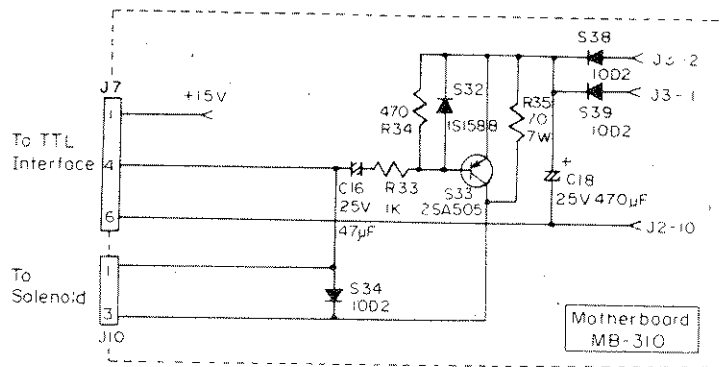 S38
J3-2
10D2
J7
+15V
S32
R35
J3-1
1
470
S39
R34
1S1588
70
10D2
To TTL
7W
Interface
4
+
C16
R33
S33
C18
25V
1K
2SA505
25V 470µF
6
47µF
J2-10
To
1
Solenoid
S34
10D2
3
J10
Motherboard
MB-310